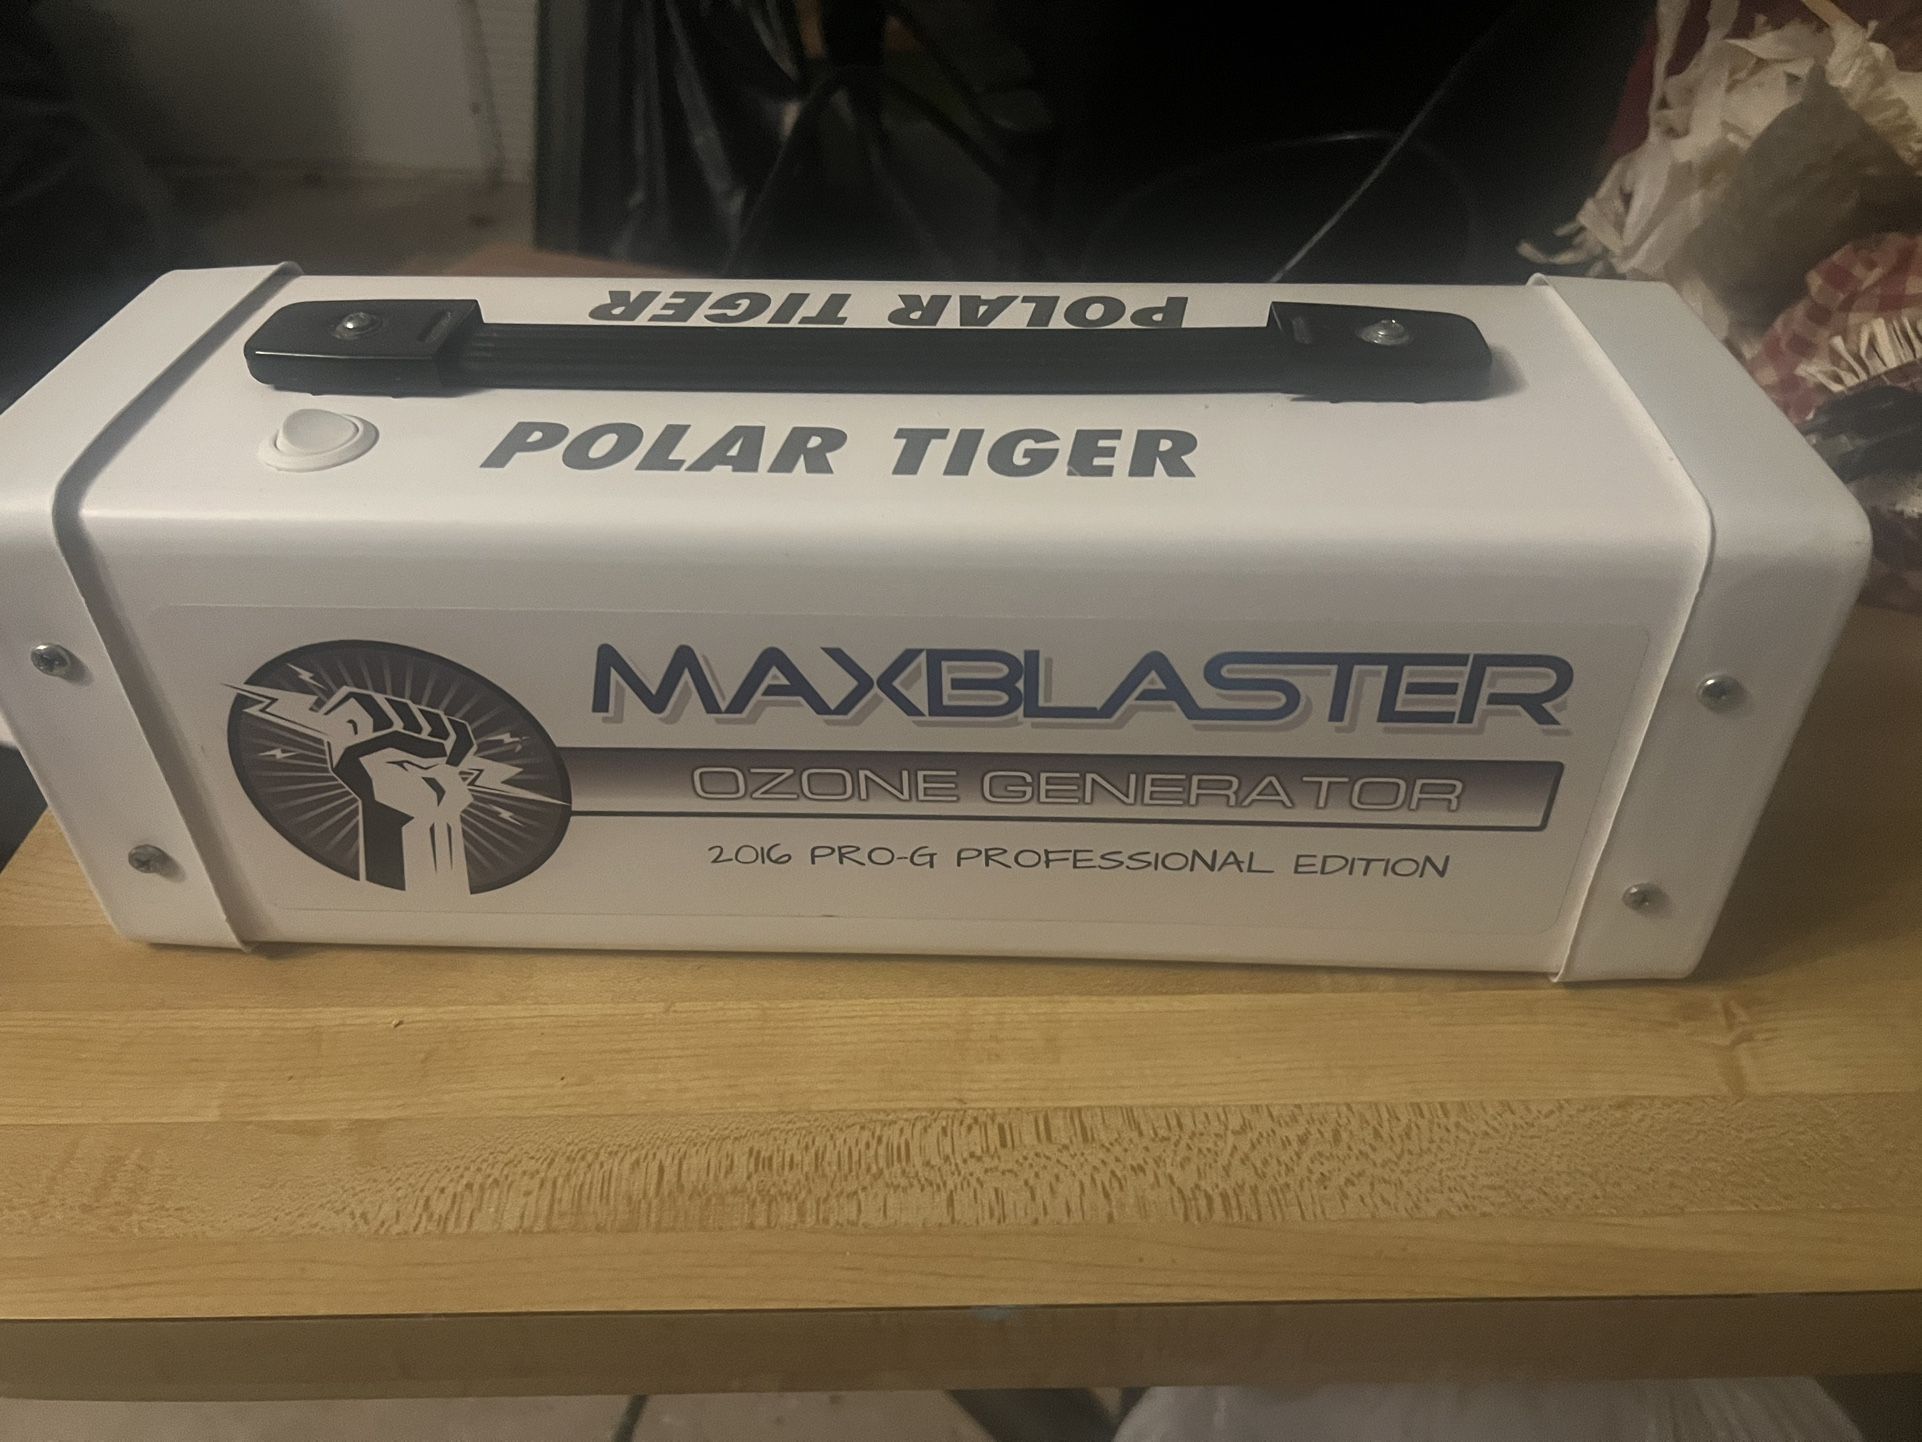 POLAR TIGER
POLAR TIGER
MAXBLASTER
OZONE GENERATOR
2016 PRO-G PROFESSIONAL EDITION